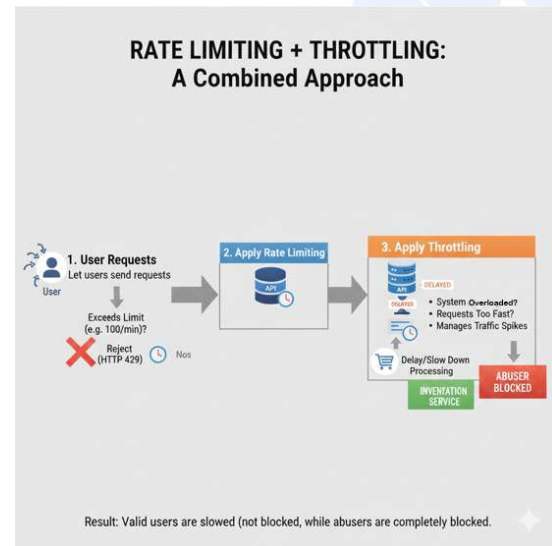 RATE LIMITING + THROTTLING:
A Combined Approach
1. User Requests
Let users send requests
User
Exceeds Limit
(e.g. 100/min)?
Reject
(HTTP 429)
Nos
2. Apply Rate Limiting
API
3. Apply Throttling
API
DELAYED
DELAYED
• System Overloaded?
• Requests Too Fast?
• Manages Traffic Spikes
Delay/Slow Down
Processing
INVENTATION
SERVICE
ABUSER
BLOCKED
Result: Valid users are slowed (not blocked, while abusers are completely blocked.